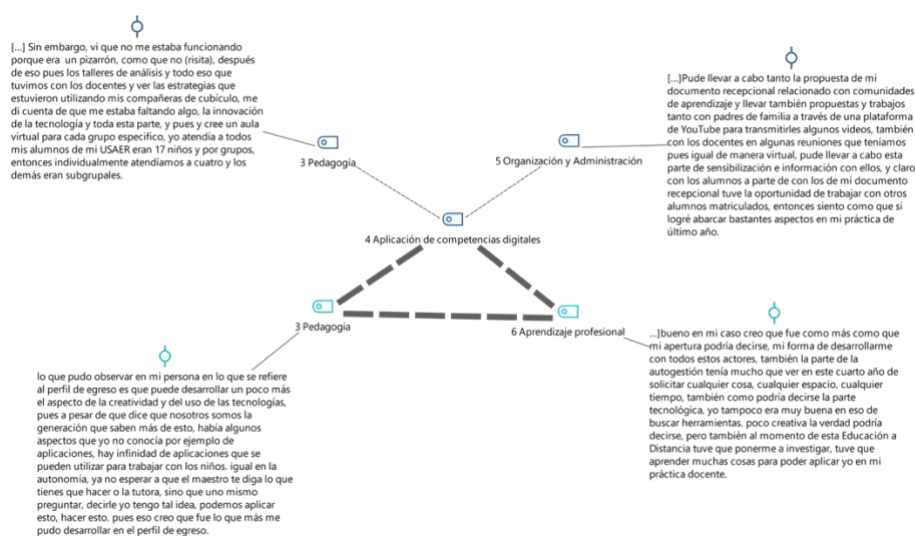 [...] Sin embargo, vi que no me estaba funcionando
porque era un pizarrón, como que no (risita), después
de eso pues los talleres de análisis y todo eso que
tuvimos con los docentes y ver las estrategias que
estuvieron utilizando mis compañeras de cubículo, me
di cuenta de que me estaba faltando algo, la innovación
de la tecnología y toda esta parte, y pues y cree un aula
virtual para cada grupo especifico, yo atendía a todos
mis alumnos de mi USAER eran 17 niños y por grupos,
entonces individualmente atendíamos a cuatro y los
demás eran subgrupales.
[...]Pude llevar a cabo tanto la propuesta de mi
documento recepcional relacionado con comunidades
de aprendizaje y llevar también propuestas y trabajos
tanto con padres de familia a través de una plataforma
de YouTube para transmitirles algunos videos, también
con los docentes en algunas reuniones que teníamos
pues igual de manera virtual, pude llevar a cabo esta
parte de sensibilización e información con ellos, y claro
con los alumnos a parte de con los de mi documento
recepcional tuve la oportunidad de trabajar con otros
alumnos matriculados, entonces siento como que si
logré abarcar bastantes aspectos en mi práctica de
último año.
3 Pedagogía
5 Organización y Administración
4 Aplicación de competencias digitales
3 Pedagogía
6 Aprendizaje profesional
lo que pudo observar en mi persona en lo que se refiere
al perfil de egreso es que puede desarrollar un poco más
el aspecto de la creatividad y del uso de las tecnologías,
pues a pesar de que dice que nosotros somos la
generación que saben más de esto, había algunos
aspectos que yo no conocía por ejemplo de
aplicaciones, hay infinidad de aplicaciones que se
pueden utilizar para trabajar con los niños. igual en la
autonomía, ya no esperar a que el maestro te diga lo que
tienes que hacer o la tutora, sino que uno mismo
preguntar, decirle yo tengo tal idea, podemos aplicar
esto, hacer esto. pues eso creo que fue lo que más me
pudo desarrollar en el perfil de egreso.
...]bueno en mi caso creo que fue como más como que
mi apertura podría decirse, mi forma de desarrollarme
con todos estos actores, también la parte de la
autogestión tenía mucho que ver en este cuarto año de
solicitar cualquier cosa, cualquier espacio, cualquier
tiempo, también como podría decirse la parte
tecnológica, yo tampoco era muy buena en eso de
buscar herramientas. poco creativa la verdad podría
decirse, pero también al momento de esta Educación a
Distancia tuve que ponerme a investigar, tuve que
aprender muchas cosas para poder aplicar yo en mi
práctica docente.